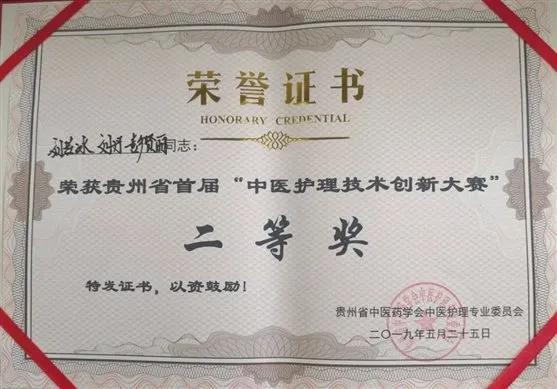 荣誉证书
HONORARY CREDENTIAL
同志：
荣获贵州省首届“中医护理技术创新大赛”
二等奖
特发证书，以资鼓励！
贵州省中医药学会中医护理专业委员会
二〇一九年五月二十五日